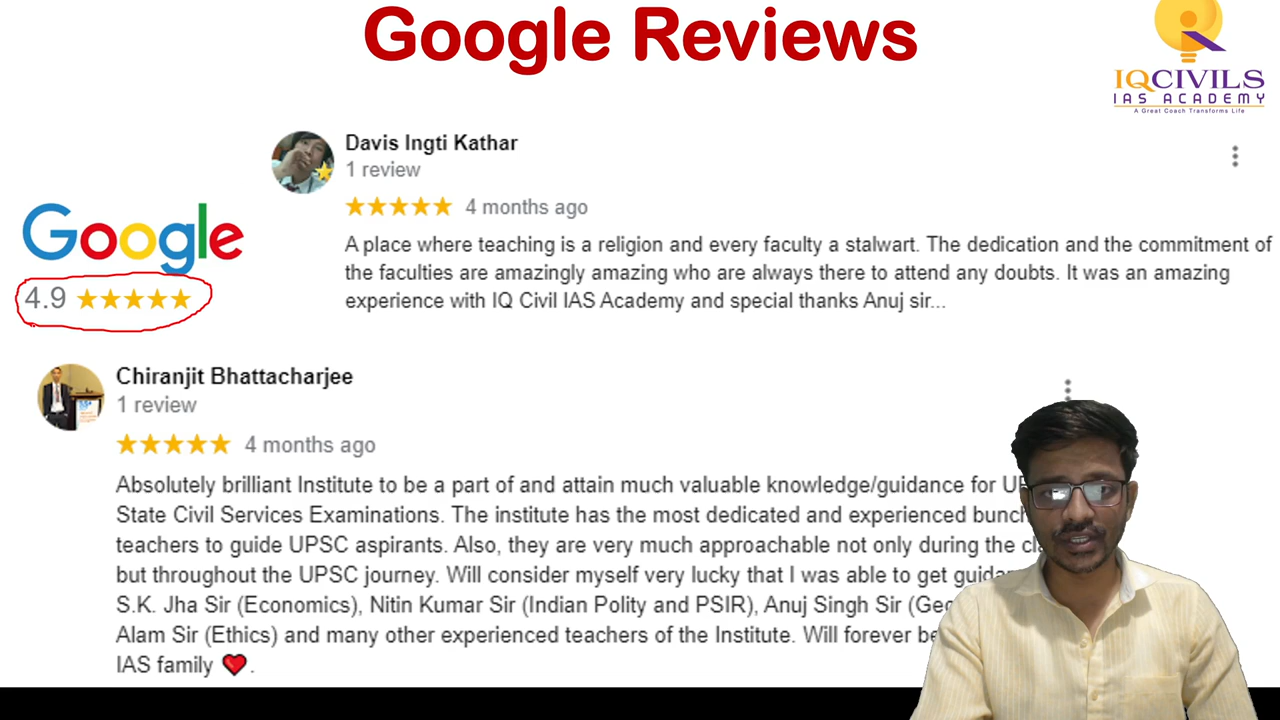 Google Reviews
IQCIVILS
IAS ACADEMY
A Great Coach Transforms Life
Davis Ingti Kathar
1 review
4 months ago
A place where teaching is a religion and every faculty a stalwart. The dedication and the commitment of
the faculties are amazingly amazing who are always there to attend any doubts. It was an amazing
experience with IQ Civil IAS Academy and special thanks Anuj sir...
Google
4.9
Chiranjit Bhattacharjee
1 review
4 months ago
Absolutely brilliant Institute to be a part of and attain much valuable knowledge/guidance for
State Civil Services Examinations. The institute has the most dedicated and experienced
teachers to guide UPSC aspirants. Also, they are very much approachable not only during the
but throughout the UPSC journey. Will consider myself very lucky that I was able to get
S.K. Jha Sir (Economics), Nitin Kumar Sir (Indian Polity and PSIR), Anuj Singh Sir
Alam Sir (Ethics) and many other experienced teachers of the Institute. Will forever
IAS family ❤.